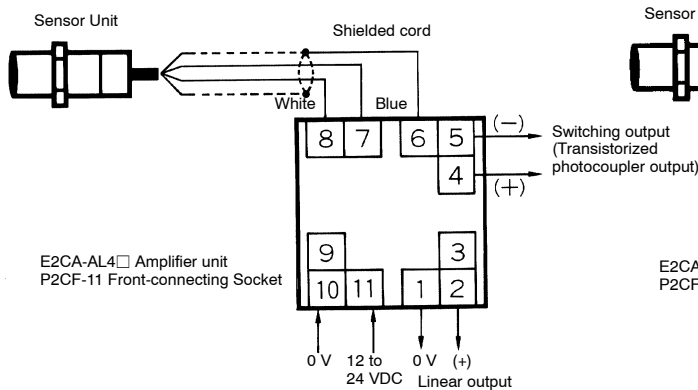 Sensor Unit
Shielded cord
Sensor
White
Blue
8 7 6 5
(−)
Switching output
(Transistorized
photocoupler output)
4
(+)
9 3
E2CA-AL4□ Amplifier unit
P2CF-11 Front-connecting Socket
10 11 1 2
E2CA
P2CF
0 V
12 to
24 VDC
0 V
(+)
Linear output